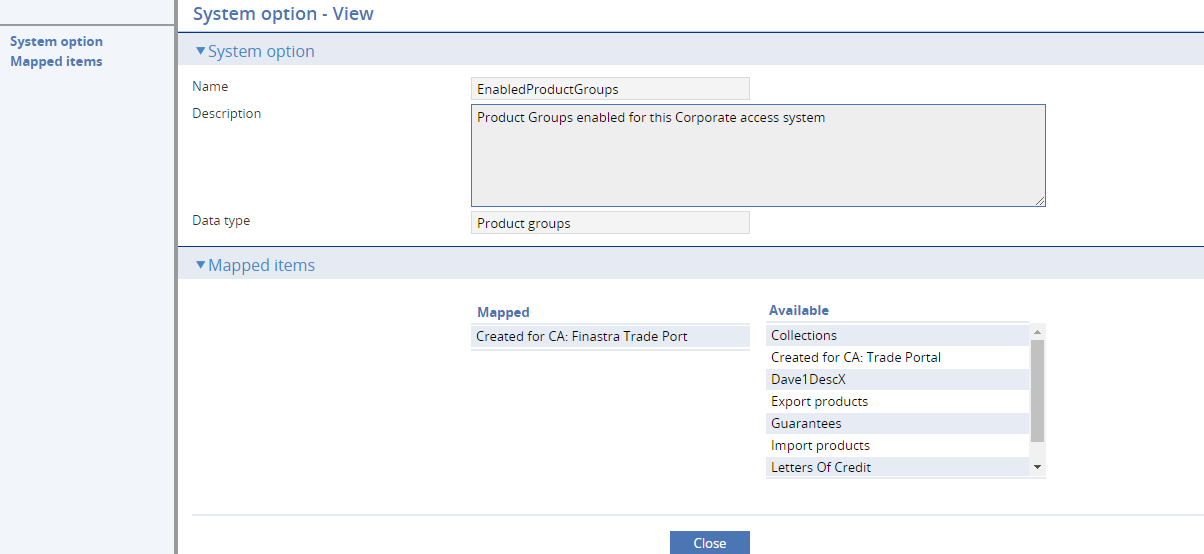 System option - View
System option
Mapped items
▼System option
Name
EnabledProductGroups
Description
Product Groups enabled for this Corporate access system
Data type
Product groups
▼Mapped items
Mapped
Created for CA: Finastra Trade Port
Available
Collections
Created for CA: Trade Portal
Dave1DescX
Export products
Guarantees
Import products
Letters Of Credit
Close